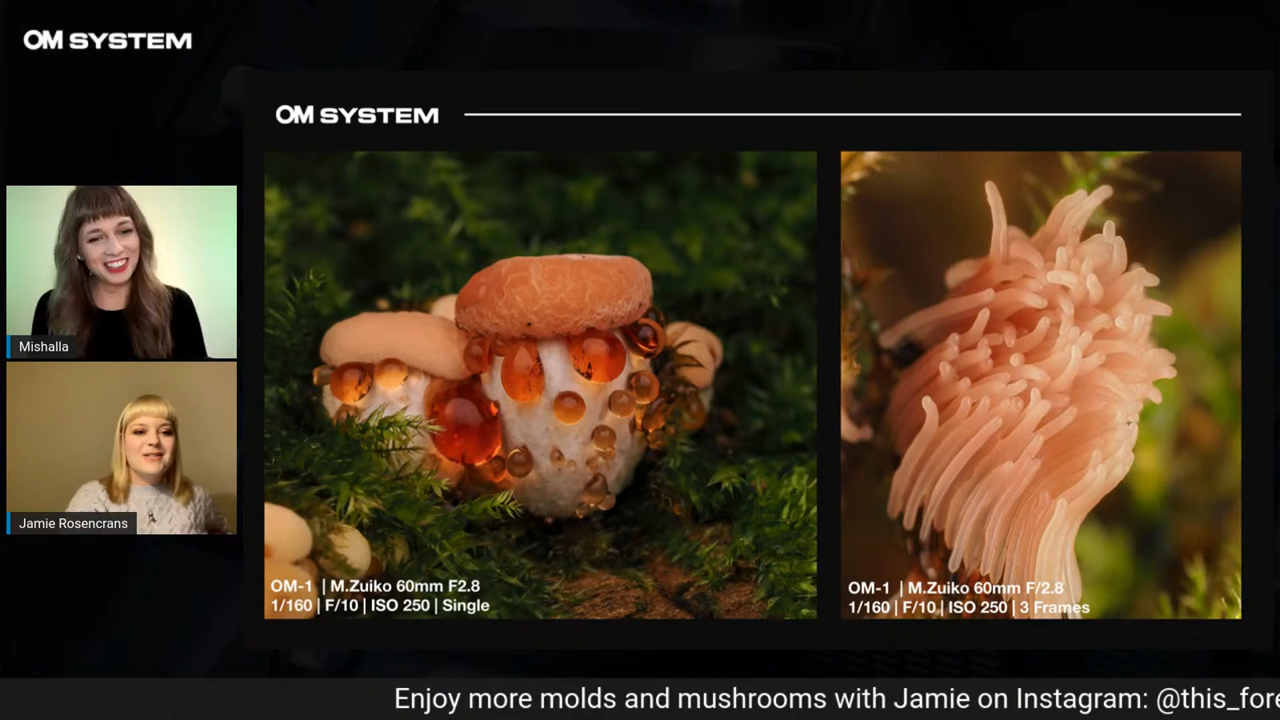 OM SYSTEM
OM SYSTEM
Mishalla
Jamie Rosencrans
OM-1 | M.Zuiko 60mm F2.8
1/160 | F/10 | ISO 250 | Single
OM-1 | M.Zuiko 60mm F/2.8
1/160 | F/10 | ISO 250 | 3 Frames
Enjoy more molds and mushrooms with Jamie on Instagram: @this_fore